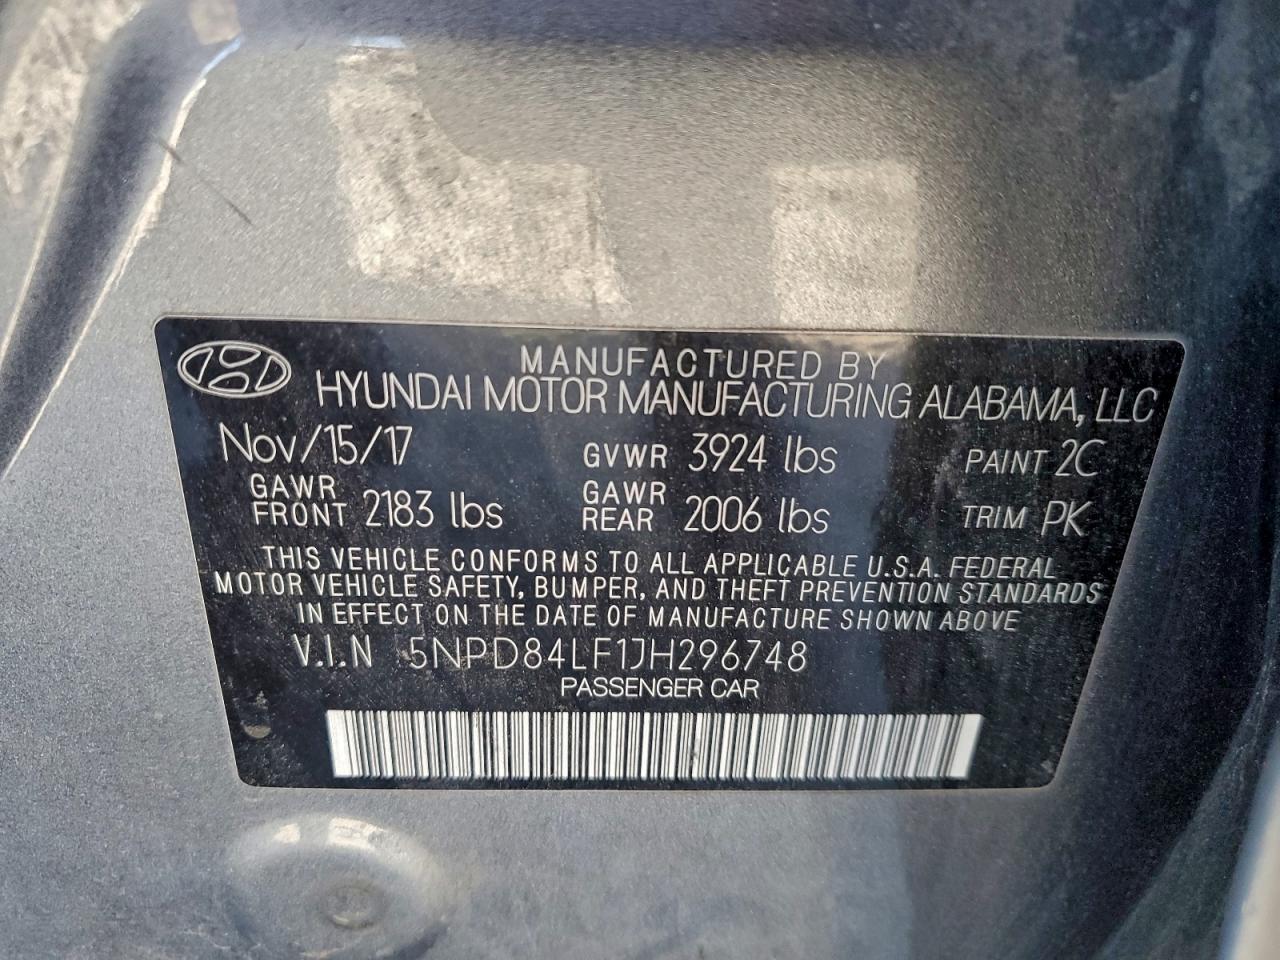 MANUFACTURED BY
HYUNDAI MOTOR MANUFACTURING ALABAMA, LLC
Nov/15/17 GVWR 3924 lbs PAINT 2C
GAWR FRONT 2183 lbs GAWR REAR 2006 lbs TRIM PK
THIS VEHICLE CONFORMS TO ALL APPLICABLE U.S.A. FEDERAL
MOTOR VEHICLE SAFETY, BUMPER, AND THEFT PREVENTION STANDARDS
IN EFFECT ON THE DATE OF MANUFACTURE SHOWN ABOVE
V.I.N 5NPD84LF1JH296748
PASSENGER CAR